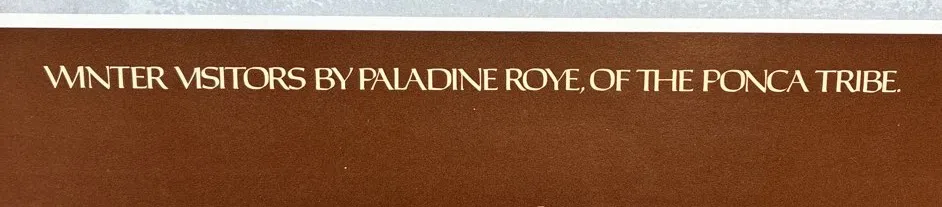 WINTER VISITORS BY PALADINE ROYE, OF THE PONCA TRIBE.